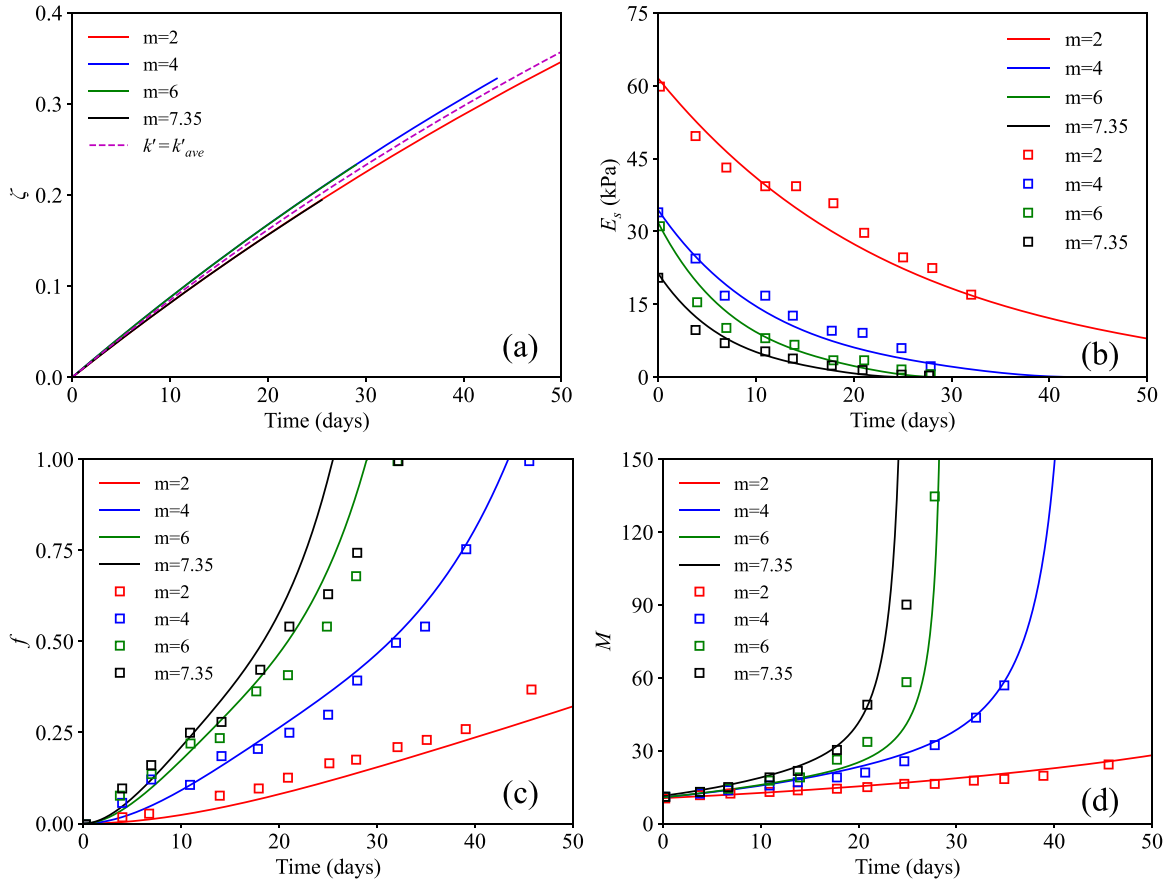 0.4
0.3
0.2
0.1
0.0
ζ
m=2
m=4
m=6
m=7.35
k′ = k′ave
(a)
0 10 20 30 40 50
Time (days)
75
60
45
30
15
0
Es (kPa)
m=2
m=4
m=6
m=7.35
m=2
m=4
m=6
m=7.35
(b)
0 10 20 30 40 50
Time (days)
1.00
0.75
0.50
0.25
0.00
f
m=2
m=4
m=6
m=7.35
m=2
m=4
m=6
m=7.35
(c)
0 10 20 30 40 50
Time (days)
150
120
90
60
30
0
M
m=2
m=4
m=6
m=7.35
m=2
m=4
m=6
m=7.35
(d)
0 10 20 30 40 50
Time (days)